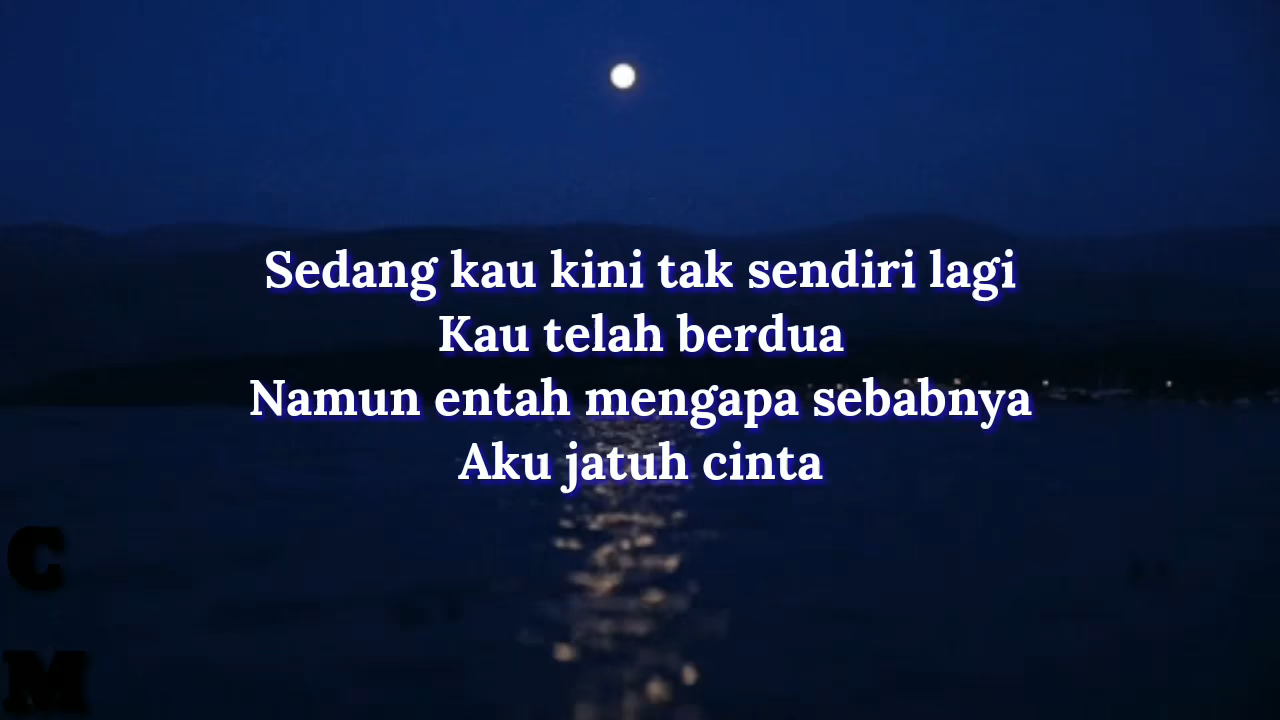 Sedang kau kini tak sendiri lagi
Kau telah berdua
Namun entah mengapa sebabnya
Aku jatuh cinta
C
M